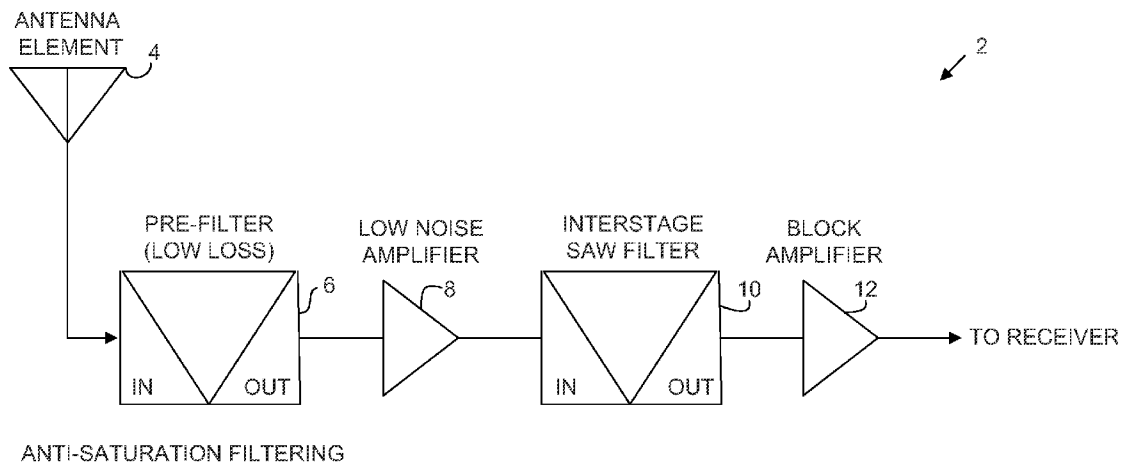 ANTENNA
ELEMENT
4
2
PRE-FILTER
(LOW LOSS)
6
LOW NOISE
AMPLIFIER
8
INTERSTAGE
SAW FILTER
10
BLOCK
AMPLIFIER
12
IN
OUT
IN
OUT
TO RECEIVER
ANTI-SATURATION FILTERING